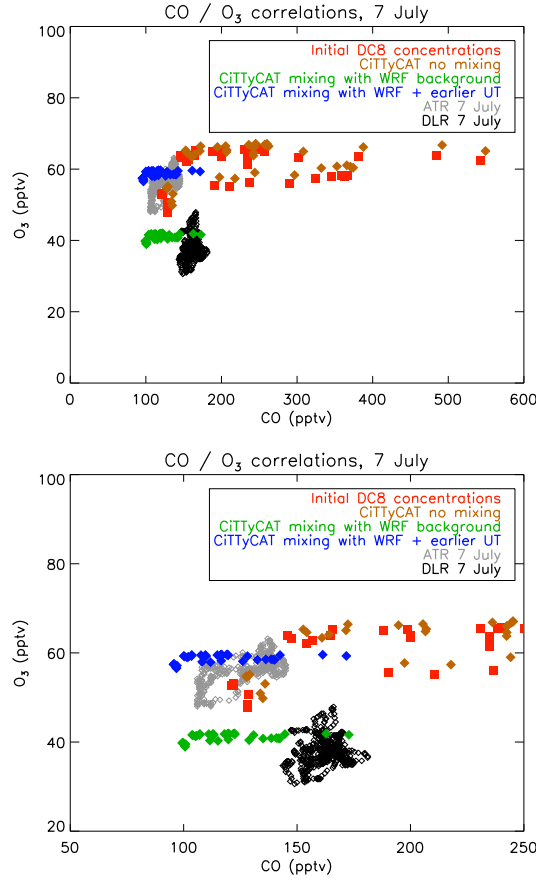 CO / O3 correlations, 7 July
100
80
60
40
20
0
O3 (pptv)
Initial DC8 concentrations
CiTTyCAT no mixing
CiTTyCAT mixing with WRF background
CiTTyCAT mixing with WRF + earlier UT
ATR 7 July
DLR 7 July
0 100 200 300 400 500 600
CO (pptv)
CO / O3 correlations, 7 July
100
80
60
40
20
O3 (pptv)
Initial DC8 concentrations
CiTTyCAT no mixing
CiTTyCAT mixing with WRF background
CiTTyCAT mixing with WRF + earlier UT
ATR 7 July
DLR 7 July
50 100 150 200 250
CO (pptv)